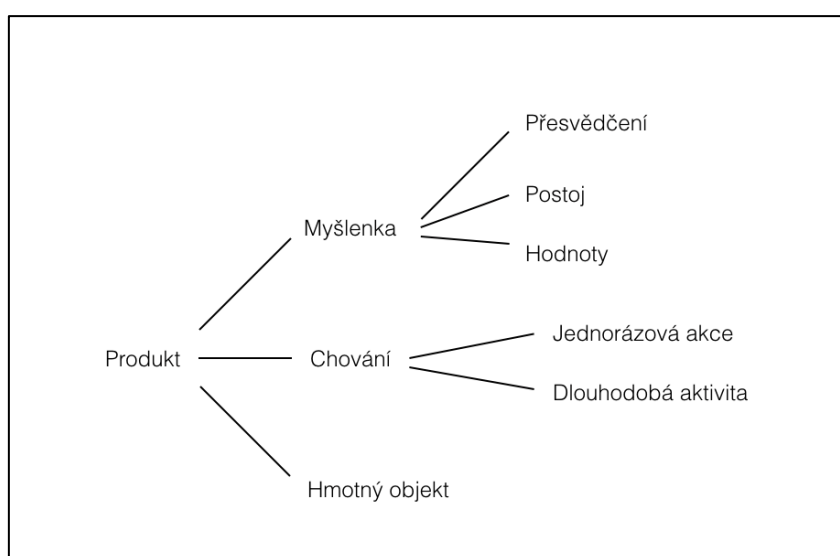 Přesvědčení
Postoj
Myšlenka
Hodnoty
Jednorázová akce
Produkt
Chování
Dlouhodobá aktivita
Hmotný objekt